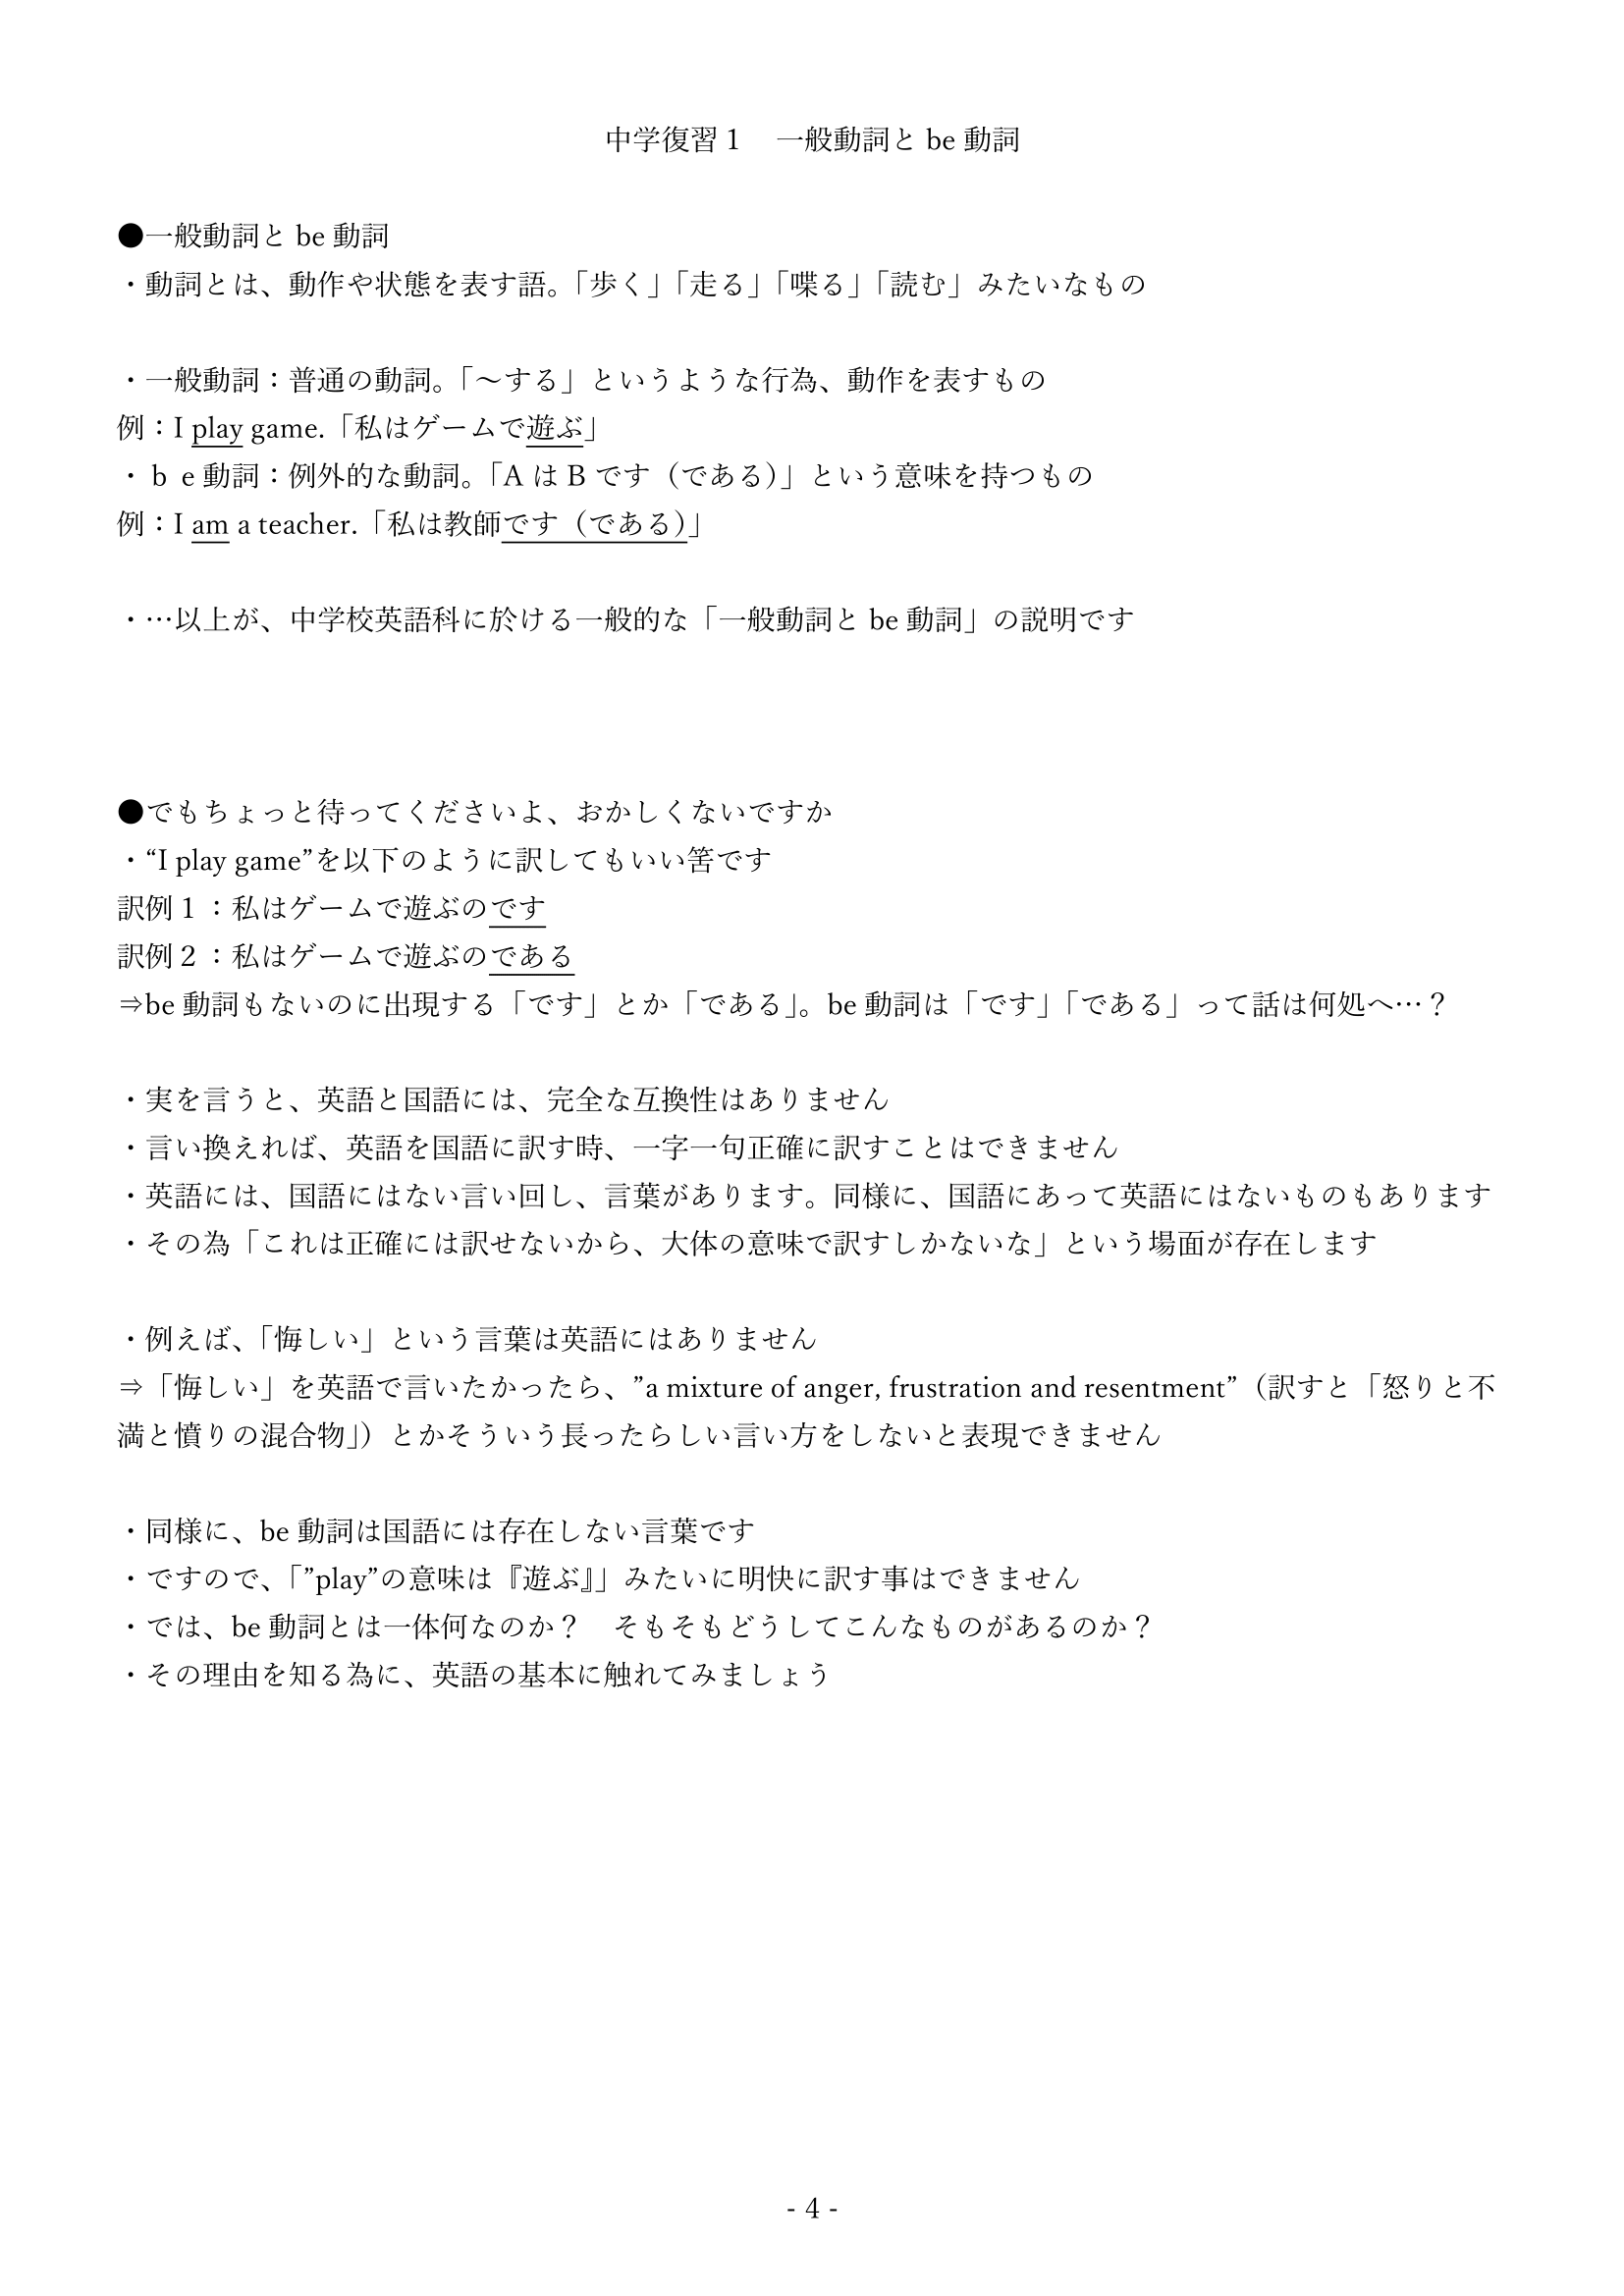 中学復習1　一般動詞と be 動詞
●一般動詞と be 動詞
・動詞とは、動作や状態を表す語。「歩く」「走る」「喋る」「読む」みたいなもの
・一般動詞：普通の動詞。「～する」というような行為、動作を表すもの
例：I play game.「私はゲームで遊ぶ」
・ｂｅ動詞：例外的な動詞。「A は B です（である）」という意味を持つもの
例：I am a teacher.「私は教師です（である）」
・…以上が、中学校英語科に於ける一般的な「一般動詞と be 動詞」の説明です
●でもちょっと待ってくださいよ、おかしくないですか
・“I play game”を以下のように訳してもいい筈です
訳例１：私はゲームで遊ぶのです
訳例２：私はゲームで遊ぶのである
⇒be 動詞もないのに出現する「です」とか「である」。be 動詞は「です」「である」って話は何処へ…？
・実を言うと、英語と国語には、完全な互換性はありません
・言い換えれば、英語を国語に訳す時、一字一句正確に訳すことはできません
・英語には、国語にはない言い回し、言葉があります。同様に、国語にあって英語にはないものもあります
・その為「これは正確には訳せないから、大体の意味で訳すしかないな」という場面が存在します
・例えば、「悔しい」という言葉は英語にはありません
⇒「悔しい」を英語で言いたかったら、”a mixture of anger, frustration and resentment”（訳すと「怒りと不
満と憤りの混合物」）とかそういう長ったらしい言い方をしないと表現できません
・同様に、be 動詞は国語には存在しない言葉です
・ですので、「”play”の意味は『遊ぶ』」みたいに明快に訳す事はできません
・では、be 動詞とは一体何なのか？　そもそもどうしてこんなものがあるのか？
・その理由を知る為に、英語の基本に触れてみましょう
- 4 -